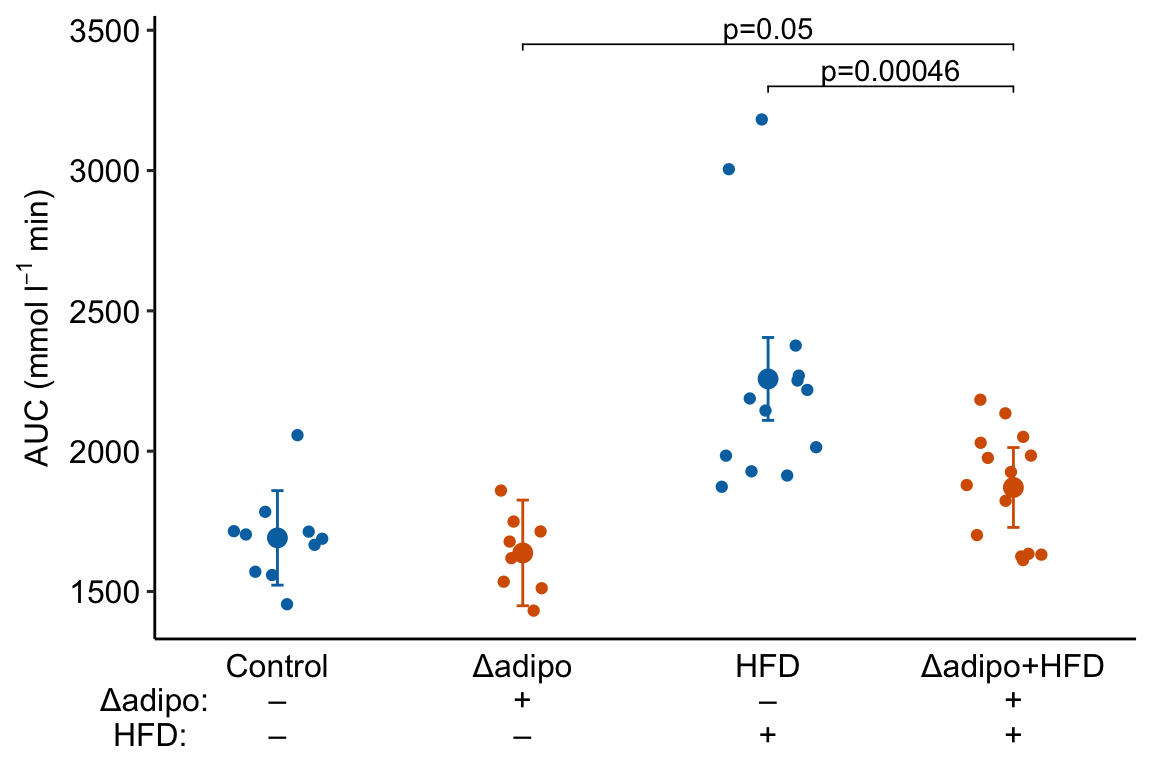 3500
p=0.05
p=0.00046
3000
2500
2000
1500
AUC (mmol l⁻¹ min)
Control Δadipo HFD Δadipo+HFD
Δadipo: – + – +
HFD: – – + +